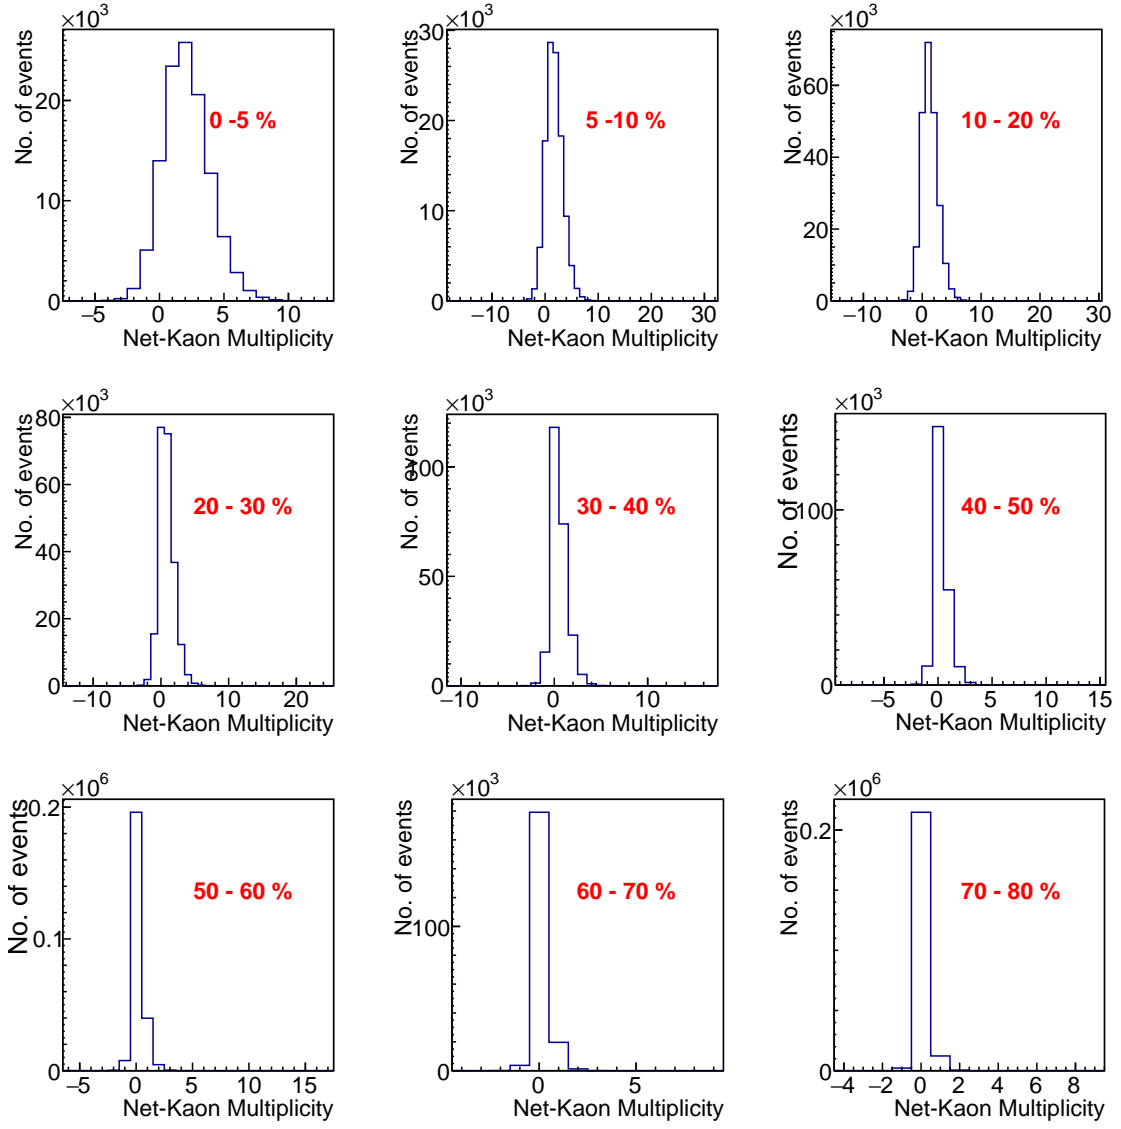 ×10³
No. of events
20
10
0
0 -5 %
−5 0 5 10
Net-Kaon Multiplicity
×10³
No. of events
30
20
10
0
5 -10 %
−10 0 10 20 30
Net-Kaon Multiplicity
×10³
No. of events
60
40
20
0
10 - 20 %
−10 0 10 20 30
Net-Kaon Multiplicity
×10³
No. of events
80
60
40
20
0
20 - 30 %
−10 0 10 20
Net-Kaon Multiplicity
×10³
No. of events
100
50
0
30 - 40 %
−10 0 10
Net-Kaon Multiplicity
×10³
No. of events
100
0
40 - 50 %
−5 0 5 10 15
Net-Kaon Multiplicity
×10⁶
No. of events
0.2
0.1
0
50 - 60 %
−5 0 5 10 15
Net-Kaon Multiplicity
×10³
No. of events
100
0
60 - 70 %
0 5
Net-Kaon Multiplicity
×10⁶
No. of events
0.2
0
70 - 80 %
−4 −2 0 2 4 6 8
Net-Kaon Multiplicity